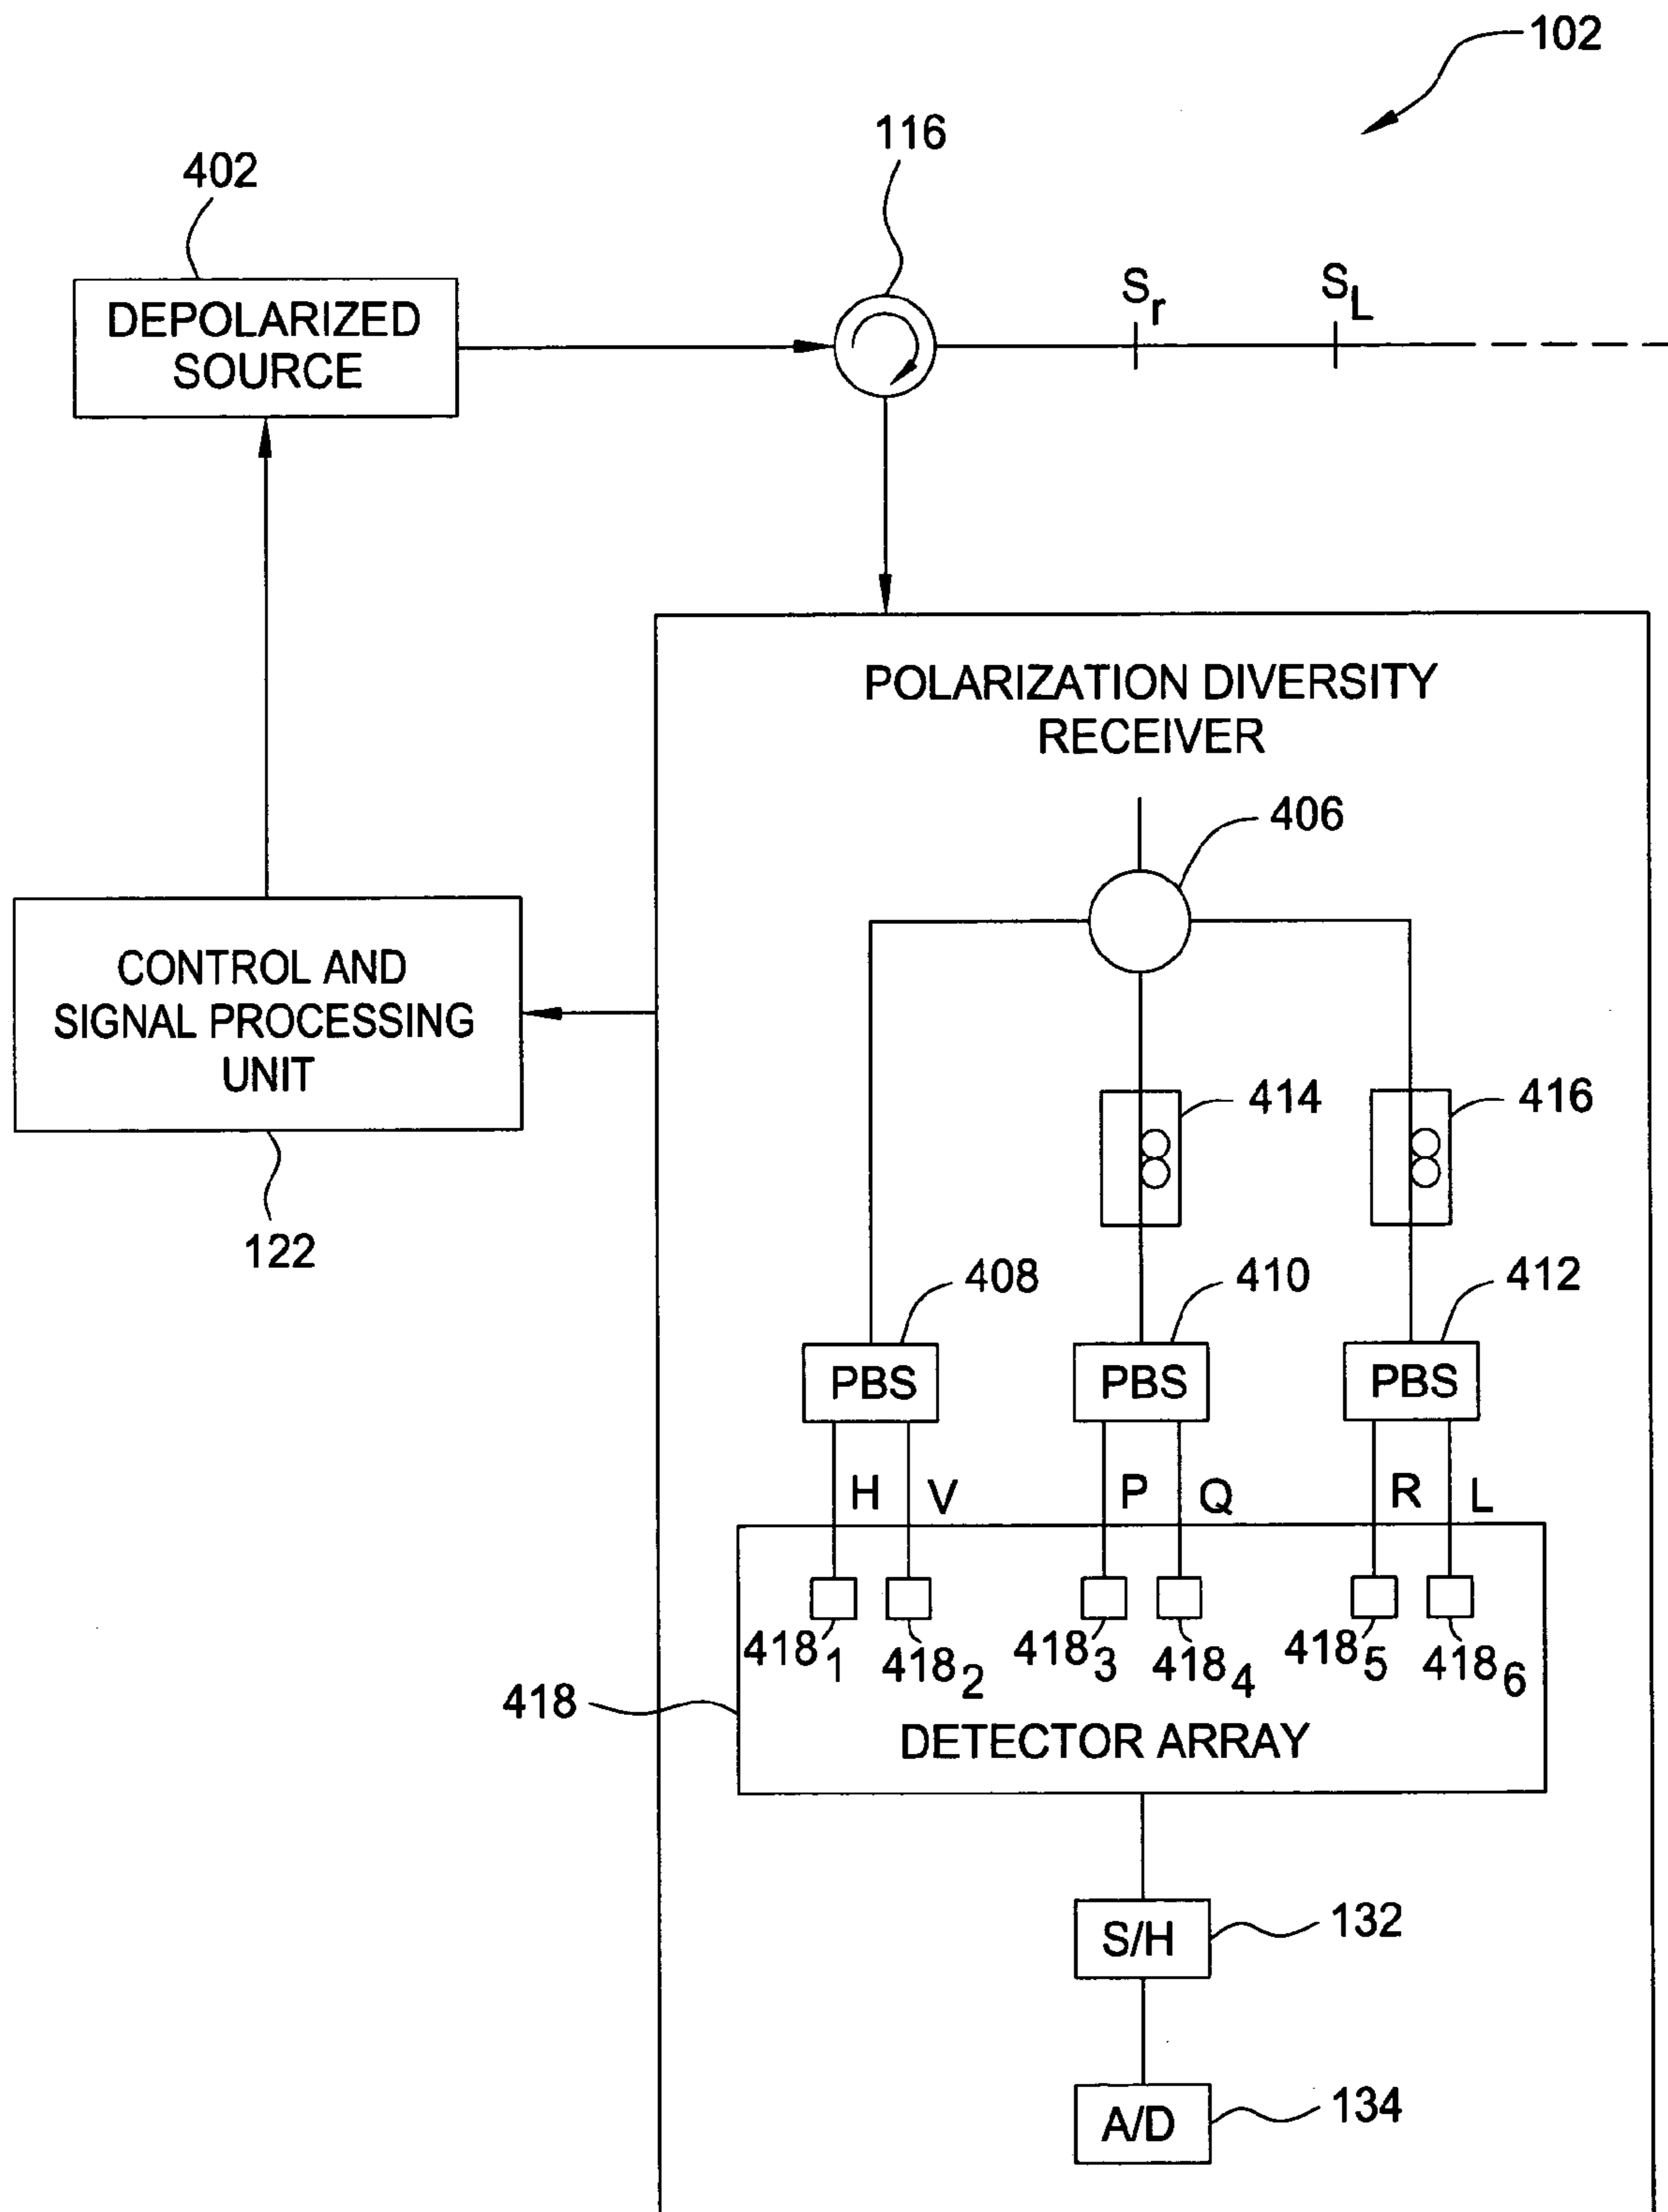 102
116
402
DEPOLARIZED
SOURCE
Sr
SL
POLARIZATION DIVERSITY
RECEIVER
406
CONTROL AND
SIGNAL PROCESSING
UNIT
122
414
416
408
410
412
PBS
PBS
PBS
H
V
P
Q
R
L
418₁
418₂
418₃
418₄
418₅
418₆
418
DETECTOR ARRAY
S/H
132
A/D
134